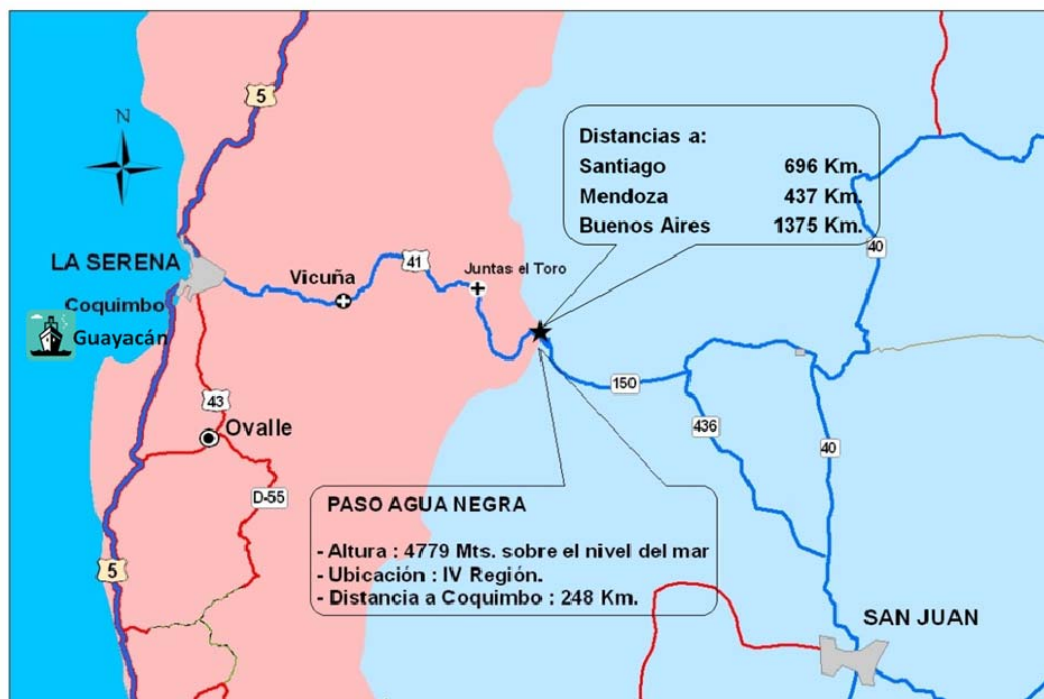 N
5
Distancias a:
Santiago 696 Km.
Mendoza 437 Km.
Buenos Aires 1375 Km.
40
LA SERENA
Vicuña
41
Juntas el Toro
Coquimbo
Guayacán
150
43
Ovalle
436
40
D-55
PASO AGUA NEGRA
- Altura : 4779 Mts. sobre el nivel del mar
- Ubicación : IV Región.
- Distancia a Coquimbo : 248 Km.
5
SAN JUAN